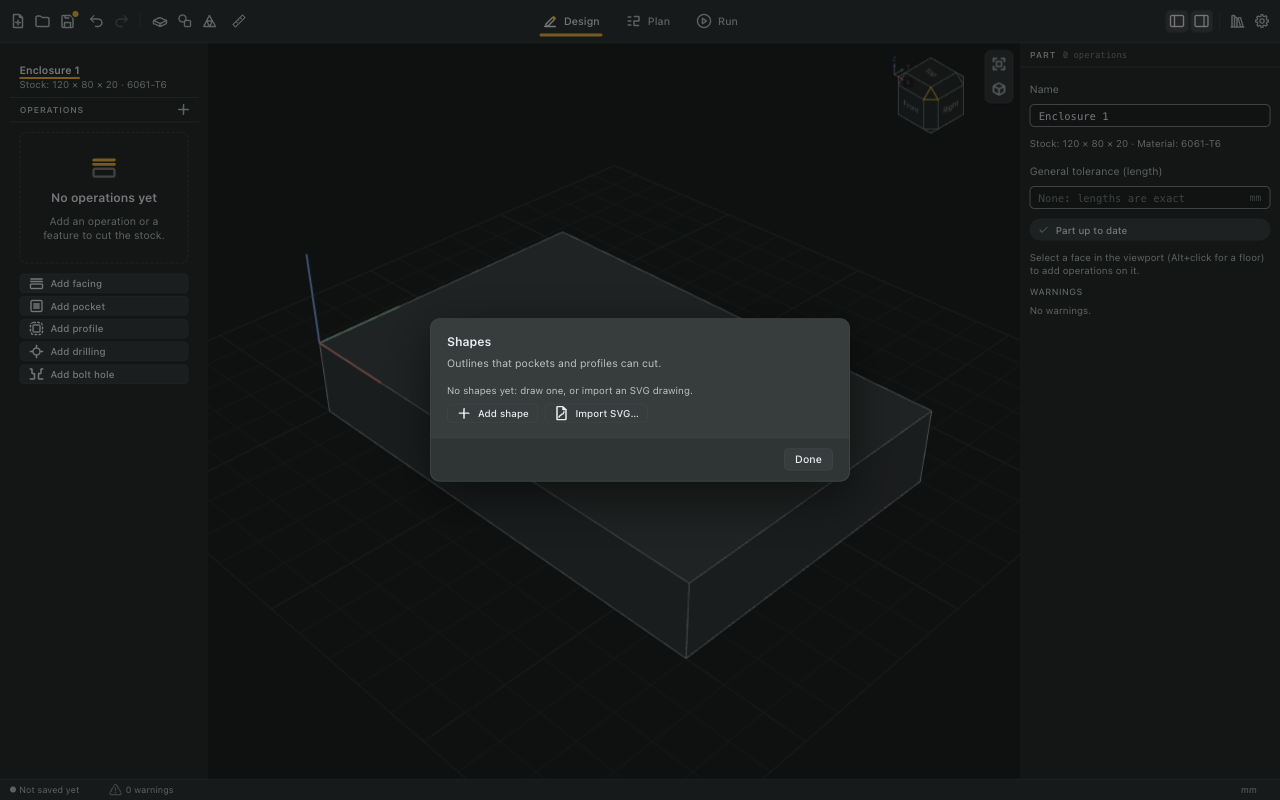 Design
Plan
Run
Enclosure 1
Stock: 120 × 80 × 20 · 6061-T6
OPERATIONS
No operations yet
Add an operation or a
feature to cut the stock.
Add facing
Add pocket
Add profile
Add drilling
Add bolt hole
Top
Front
Right
Shapes
Outlines that pockets and profiles can cut.
No shapes yet: draw one, or import an SVG drawing.
Add shape
Import SVG...
Done
PART 0 operations
Name
Enclosure 1
Stock: 120 × 80 × 20 · Material: 6061-T6
General tolerance (length)
None: lengths are exact mm
Part up to date
Select a face in the viewport (Alt+click for a floor)
to add operations on it.
WARNINGS
No warnings.
Not saved yet
0 warnings
mm